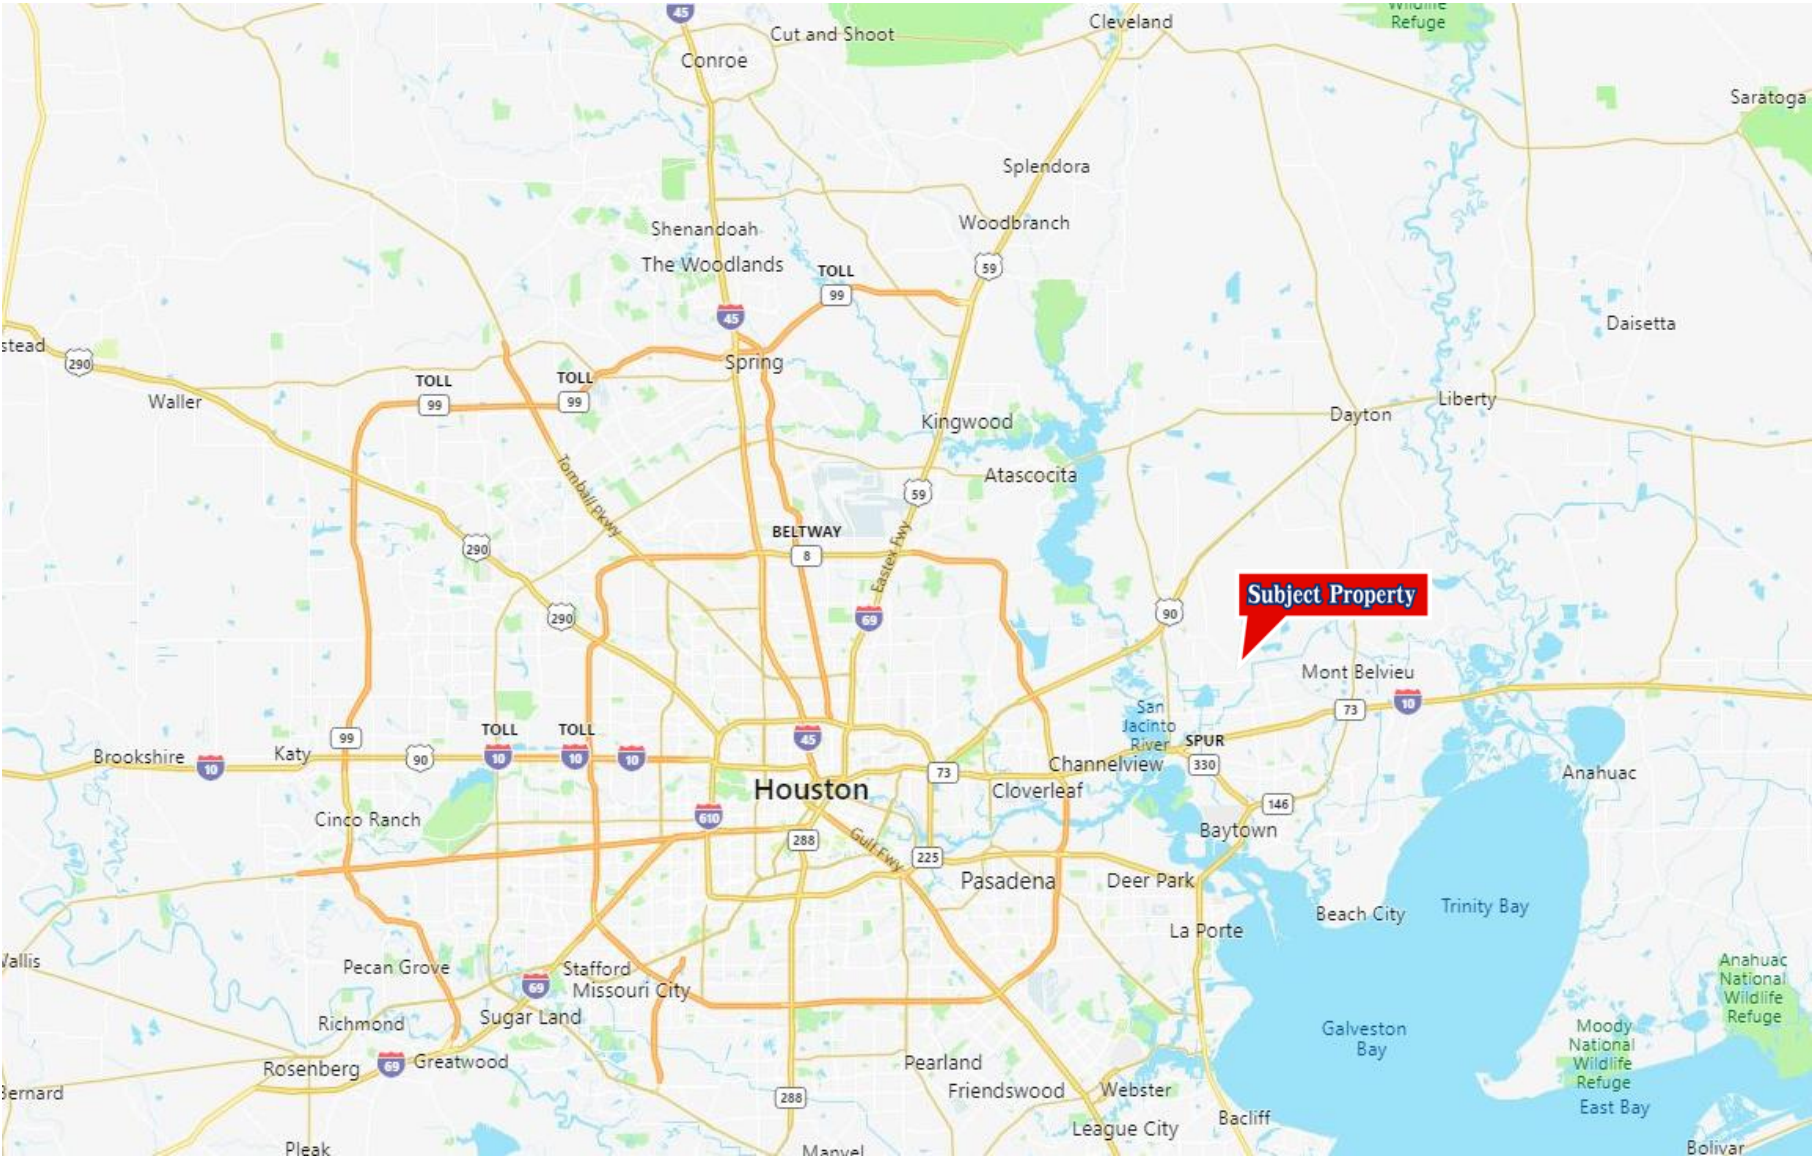 45
Cut and Shoot
Cleveland
Wildlife
Refuge
Conroe
Saratoga
Splendora
Shenandoah
Woodbranch
The Woodlands
TOLL
99
59
45
Daisetta
stead
290
Spring
TOLL
99
TOLL
99
Waller
Liberty
Dayton
Kingwood
Atascocita
59
Tomball Pkwy
BELTWAY
8
Eastex Fwy
290
290
69
90
Subject Property
Mont Belvieu
10
73
San
Jacinto
River
SPUR
330
99
TOLL
10
TOLL
10
10
45
Brookshire
10
Katy
90
Channelview
73
Houston
Cloverleaf
Anahuac
146
Cinco Ranch
610
288
Gulf Fwy
225
Baytown
Pasadena
Deer Park
Beach City
Trinity Bay
La Porte
Wallis
Pecan Grove
Stafford
69
Missouri City
Sugar Land
Richmond
Anahuac
National
Wildlife
Refuge
Galveston
Bay
Moody
National
Wildlife
Refuge
East Bay
Rosenberg
69
Greatwood
Pearland
Friendswood
Webster
Bernard
288
League City
Bacliff
Pleak
Manvel
Bolivar